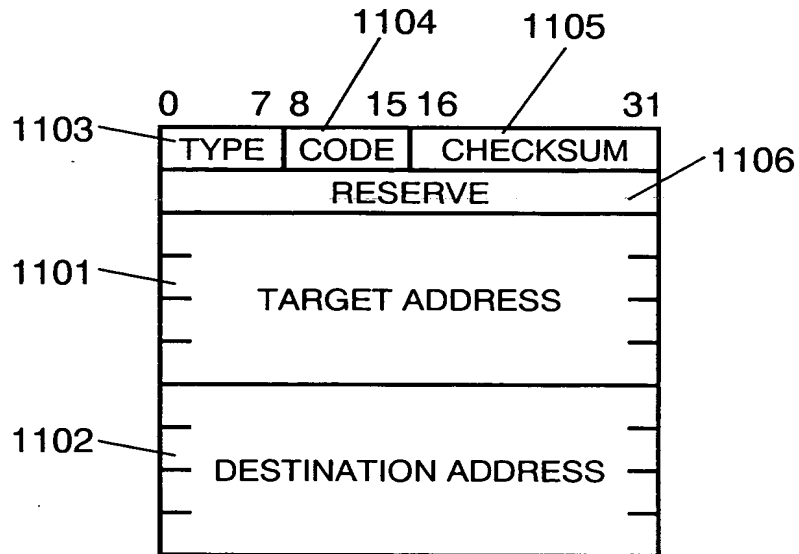 1104
1105
0 7 8 15 16 31
1103
TYPE CODE CHECKSUM
1106
RESERVE
1101
TARGET ADDRESS
1102
DESTINATION ADDRESS